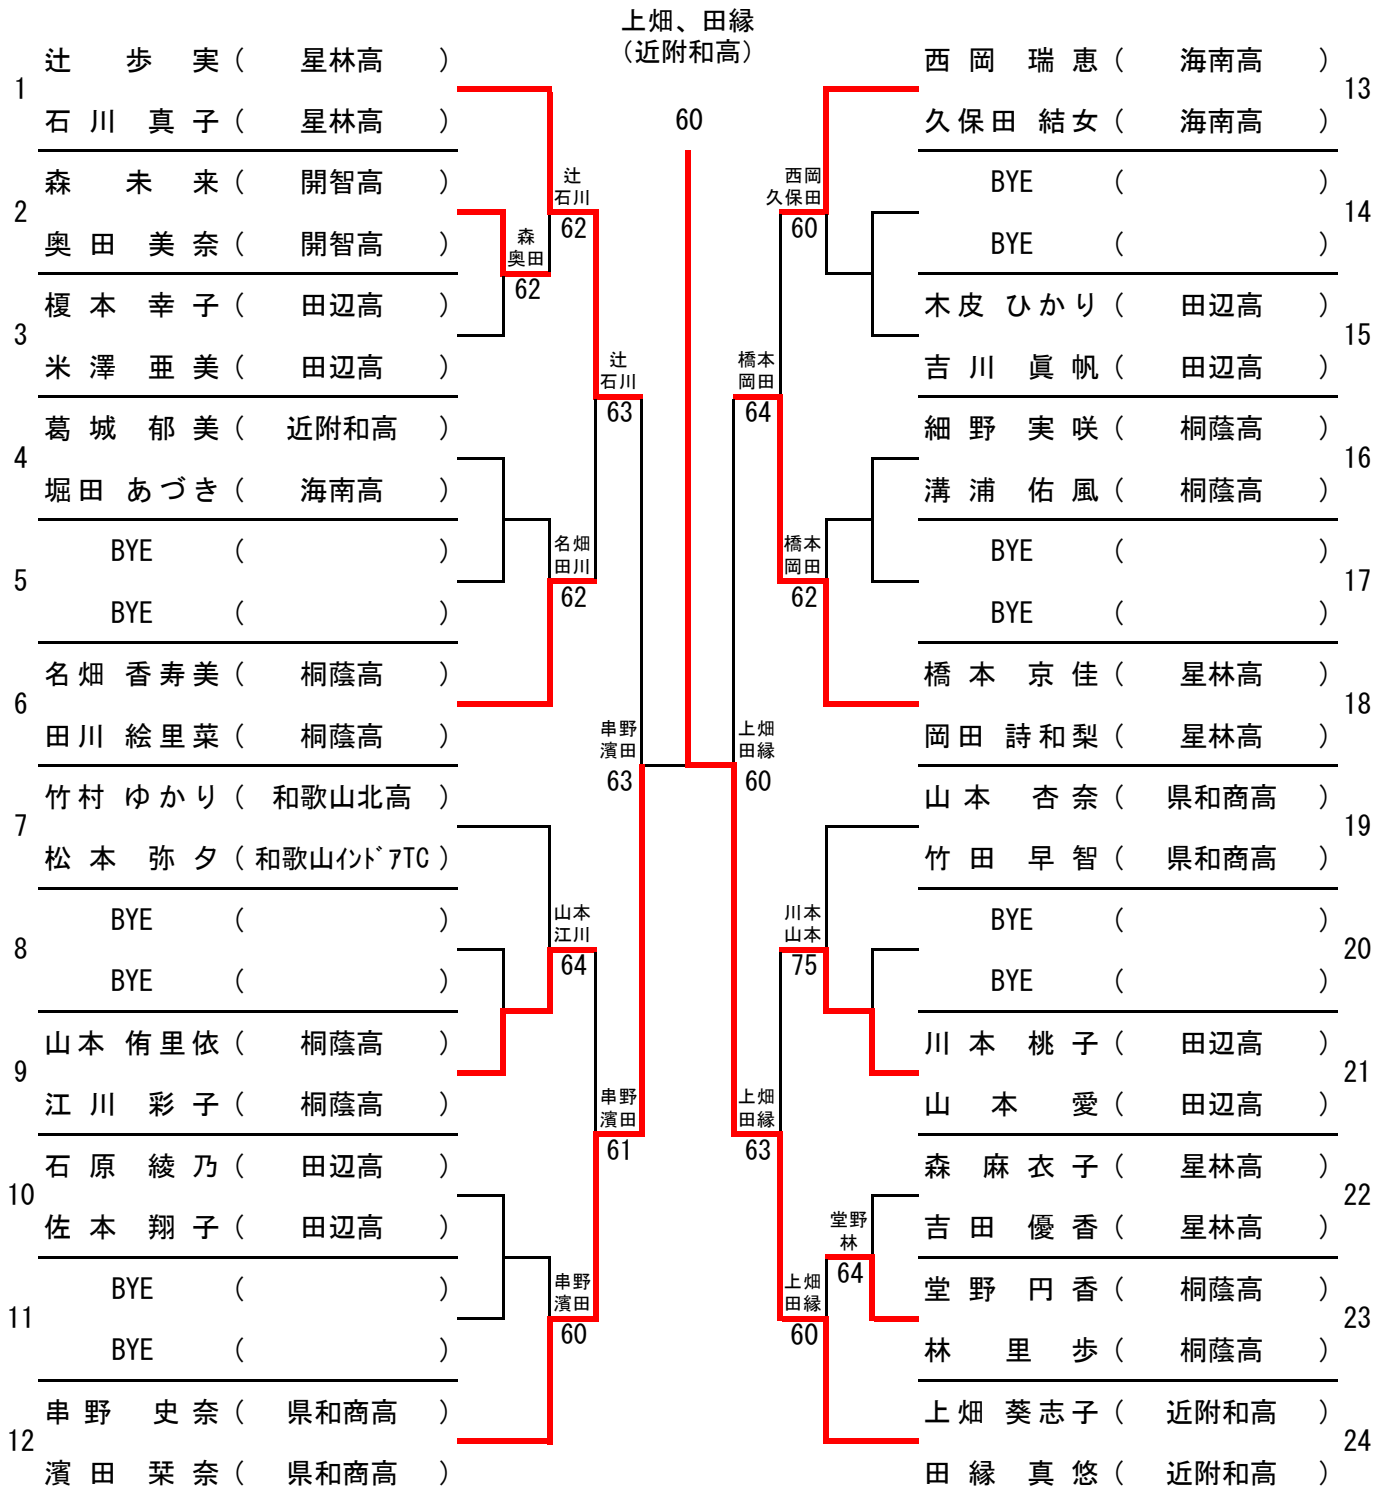 上畑、田縁
（近附和高）
60
1
辻 歩 実 （ 星林高 ）
石 川 真 子 （ 星林高 ）
2
森 未 来 （ 開智高 ）
奥 田 美 奈 （ 開智高 ）
3
榎 本 幸 子 （ 田辺高 ）
米 澤 亜 美 （ 田辺高 ）
4
葛 城 郁 美 （ 近附和高 ）
堀 田 あづき （ 海南高 ）
5
BYE （ ）
BYE （ ）
6
名 畑 香寿美 （ 桐蔭高 ）
田 川 絵里菜 （ 桐蔭高 ）
7
竹 村 ゆかり （ 和歌山北高 ）
松 本 弥 夕 （ 和歌山ｲﾝﾄﾞｱTC ）
8
BYE （ ）
BYE （ ）
9
山 本 侑里依 （ 桐蔭高 ）
江 川 彩 子 （ 桐蔭高 ）
10
石 原 綾 乃 （ 田辺高 ）
佐 本 翔 子 （ 田辺高 ）
11
BYE （ ）
BYE （ ）
12
串 野 史 奈 （ 県和商高 ）
濱 田 栞 奈 （ 県和商高 ）
森
奥田
62
辻
石川
62
名畑
田川
62
山本
江川
64
串野
濱田
60
辻
石川
63
串野
濱田
61
串野
濱田
63
上畑
田縁
60
橋本
岡田
64
上畑
田縁
63
西岡
久保田
60
橋本
岡田
62
川本
山本
75
上畑
田縁
60
堂野
林
64
西 岡 瑞 恵 （ 海南高 ）
久保田 結女 （ 海南高 ）
13
BYE （ ）
BYE （ ）
14
木 皮 ひかり （ 田辺高 ）
吉 川 眞 帆 （ 田辺高 ）
15
細 野 実 咲 （ 桐蔭高 ）
溝 浦 佑 風 （ 桐蔭高 ）
16
BYE （ ）
BYE （ ）
17
橋 本 京 佳 （ 星林高 ）
岡 田 詩和梨 （ 星林高 ）
18
山 本 杏 奈 （ 県和商高 ）
竹 田 早 智 （ 県和商高 ）
19
BYE （ ）
BYE （ ）
20
川 本 桃 子 （ 田辺高 ）
山 本 愛 （ 田辺高 ）
21
森 麻 衣 子 （ 星林高 ）
吉 田 優 香 （ 星林高 ）
22
堂 野 円 香 （ 桐蔭高 ）
林 里 歩 （ 桐蔭高 ）
23
上 畑 葵志子 （ 近附和高 ）
田 縁 真 悠 （ 近附和高 ）
24